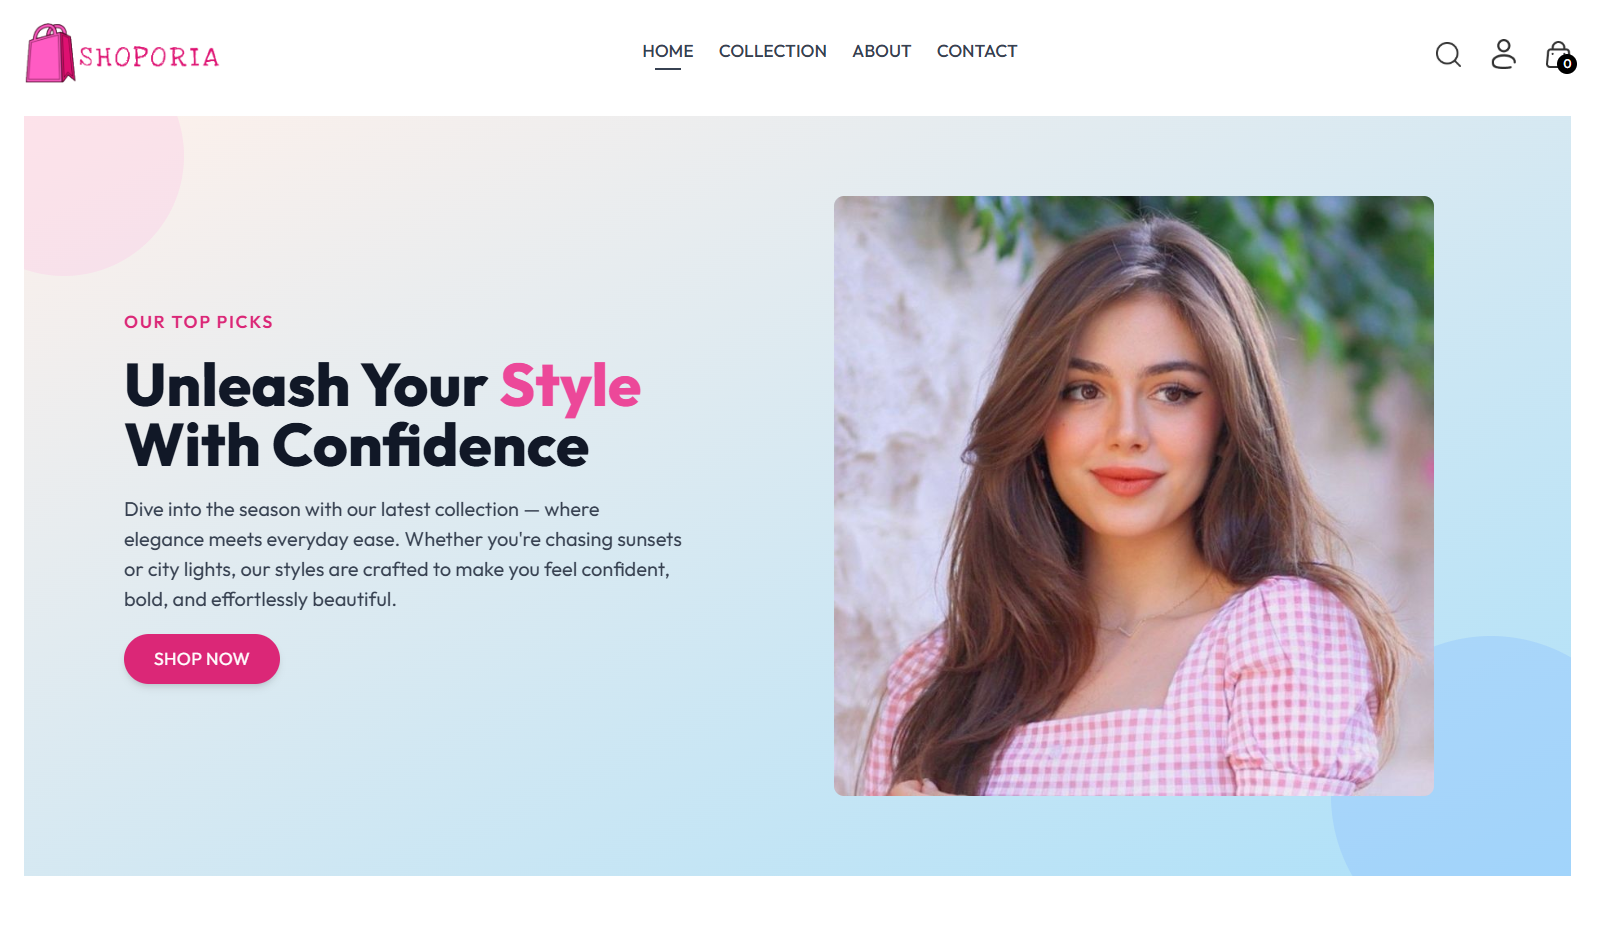 SHOPORIA
HOME COLLECTION ABOUT CONTACT
0
OUR TOP PICKS
Unleash Your Style
With Confidence
Dive into the season with our latest collection — where
elegance meets everyday ease. Whether you're chasing sunsets
or city lights, our styles are crafted to make you feel confident,
bold, and effortlessly beautiful.
SHOP NOW